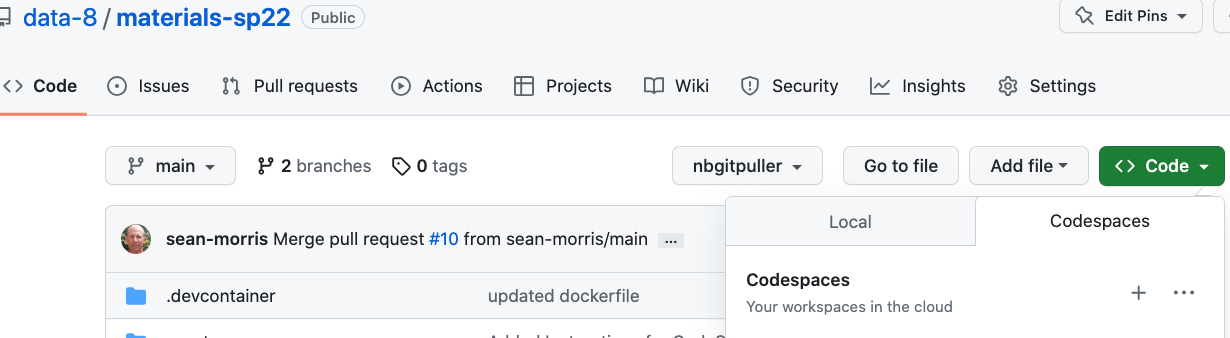 data-8 / materials-sp22 Public Edit Pins
<> Code Issues Pull requests Actions Projects Wiki Security Insights Settings
main 2 branches 0 tags nbgitpuller Go to file Add file <> Code
Local Codespaces
sean-morris Merge pull request #10 from sean-morris/main ...
Codespaces
Your workspaces in the cloud
.devcontainer updated dockerfile